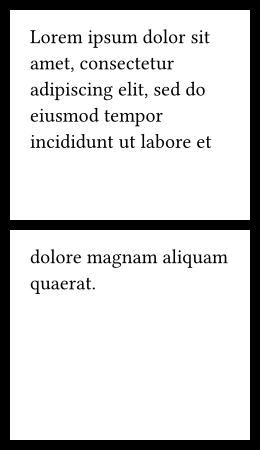 Lorem ipsum dolor sit
amet, consectetur
adipiscing elit, sed do
eiusmod tempor
incididunt ut labore et
dolore magnam aliquam
quaerat.